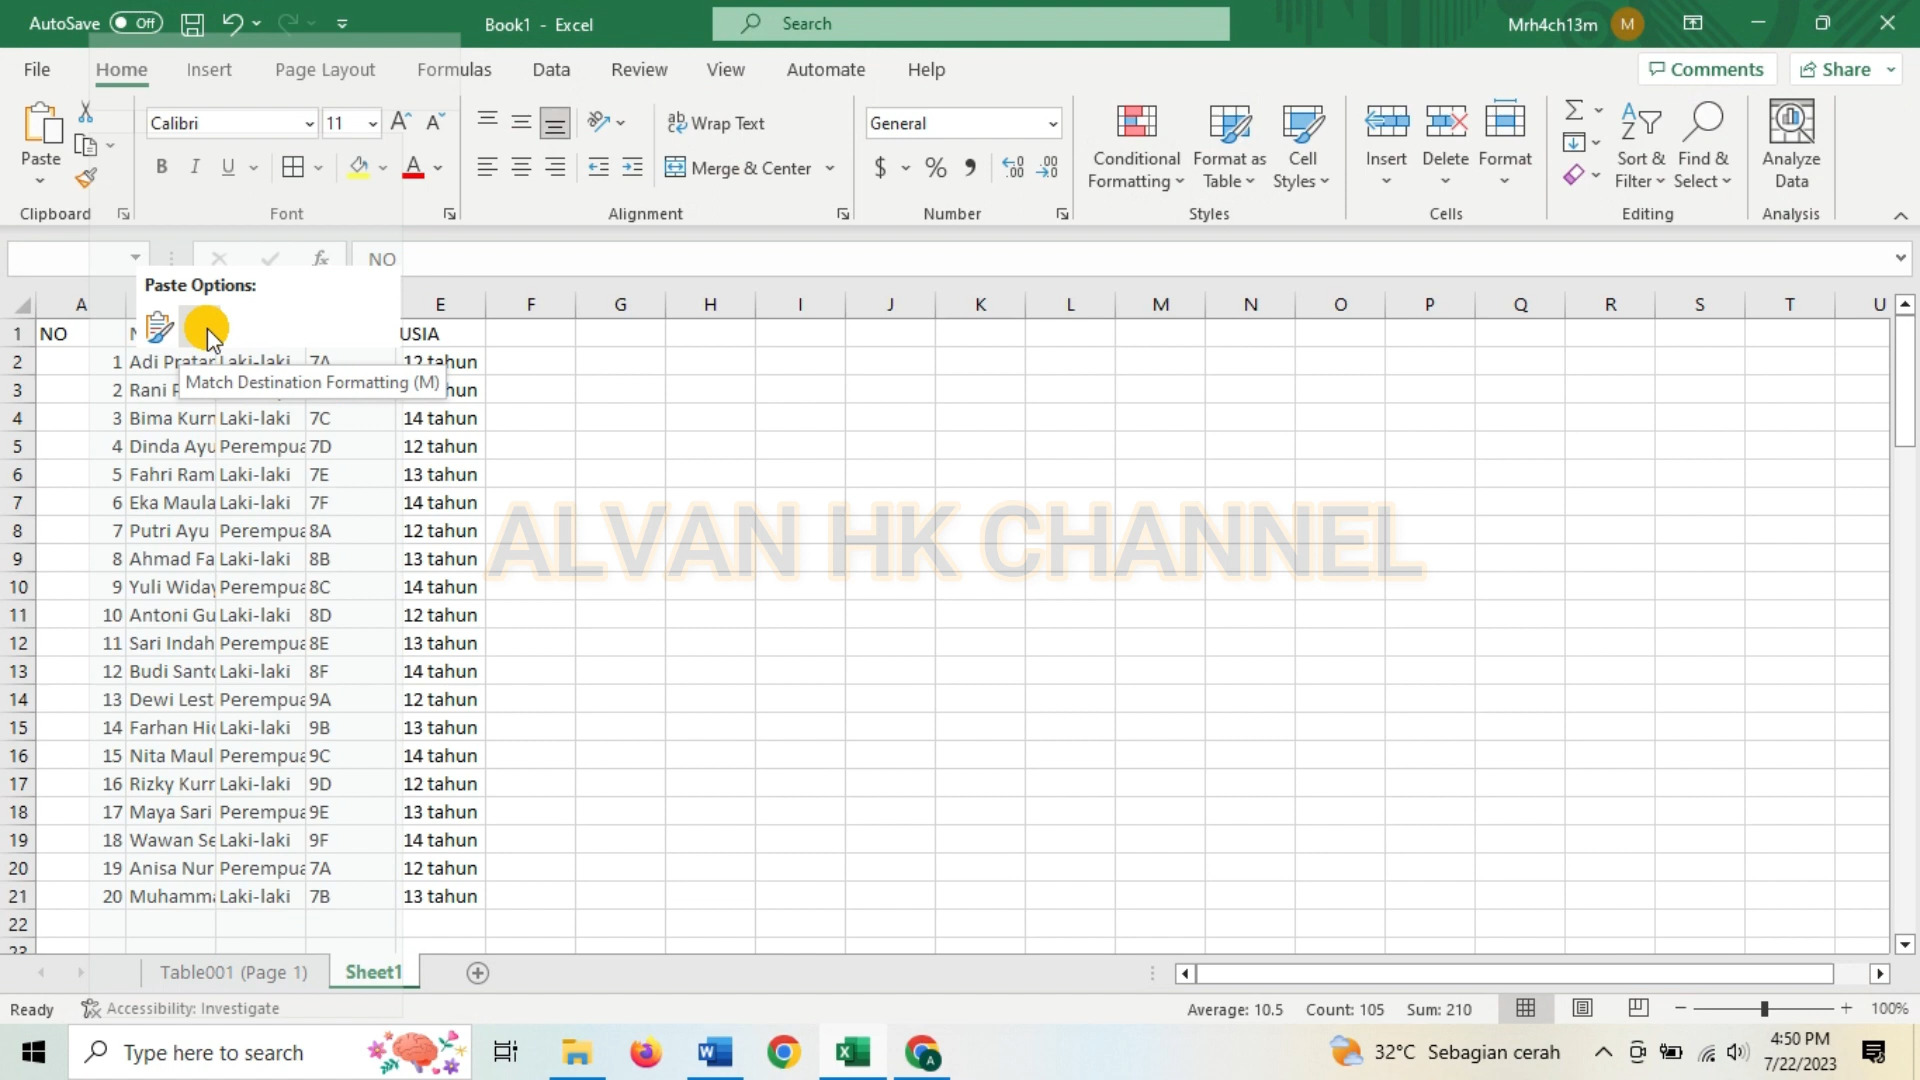 AutoSave Off Book1 - Excel Search Mrh4ch13m M
File Home Insert Page Layout Formulas Data Review View Automate Help Comments Share
Calibri 11 Wrap Text General
Paste B I U Merge & Center $ % Conditional Formatting Format as Table Cell Styles Insert Delete Format Sort & Filter Find & Select Analyze Data
Clipboard Font Alignment Number Styles Cells Editing Analysis
fx NO
Paste Options:
A E F G H I J K L M N O P Q R S T U
1 NO USIA
2 1 Laki-laki 7A 12 tahun
Match Destination Formatting (M)
3 2 Rani
4 3 Bima Kurn Laki-laki 7C 14 tahun
5 4 Dinda Ayu Perempua 7D 12 tahun
6 5 Fahri Ram Laki-laki 7E 13 tahun
7 6 Eka Maula Laki-laki 7F 14 tahun
8 7 Putri Ayu Perempua 8A 12 tahun
9 8 Ahmad Fa Laki-laki 8B 13 tahun
10 9 Yuli Widay Perempua 8C 14 tahun
11 10 Antoni Gu Laki-laki 8D 12 tahun
12 11 Sari Indah Perempua 8E 13 tahun
13 12 Budi Sant Laki-laki 8F 14 tahun
14 13 Dewi Lest Perempua 9A 12 tahun
15 14 Farhan Hi Laki-laki 9B 13 tahun
16 15 Nita Maul Perempua 9C 14 tahun
17 16 Rizky Kurr Laki-laki 9D 12 tahun
18 17 Maya Sari Perempua 9E 13 tahun
19 18 Wawan Se Laki-laki 9F 14 tahun
20 19 Anisa Nur Perempua 7A 12 tahun
21 20 Muhamma Laki-laki 7B 13 tahun
22
23
ALVAN HK CHANNEL
Table001 (Page 1) Sheet1
Ready Accessibility: Investigate Average: 10.5 Count: 105 Sum: 210 100%
Type here to search 32°C Sebagian cerah 4:50 PM
7/22/2023